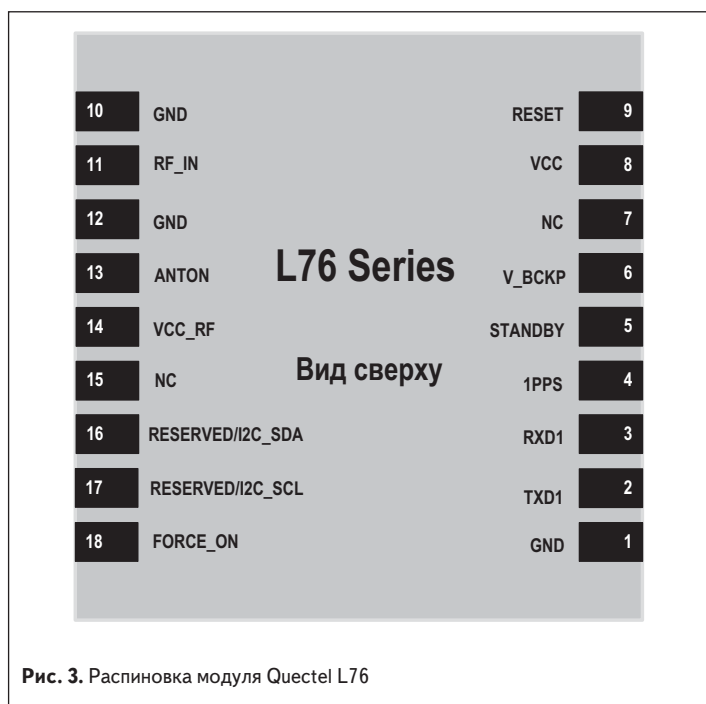 10 GND RESET 9
11 RF_IN VCC 8
12 GND NC 7
13 ANTON L76 Series V_BCKP 6
14 VCC_RF STANDBY 5
15 NC Вид сверху 1PPS 4
16 RESERVED/I2C_SDA RXD1 3
17 RESERVED/I2C_SCL TXD1 2
18 FORCE_ON GND 1
Рис. 3. Распиновка модуля Quectel L76